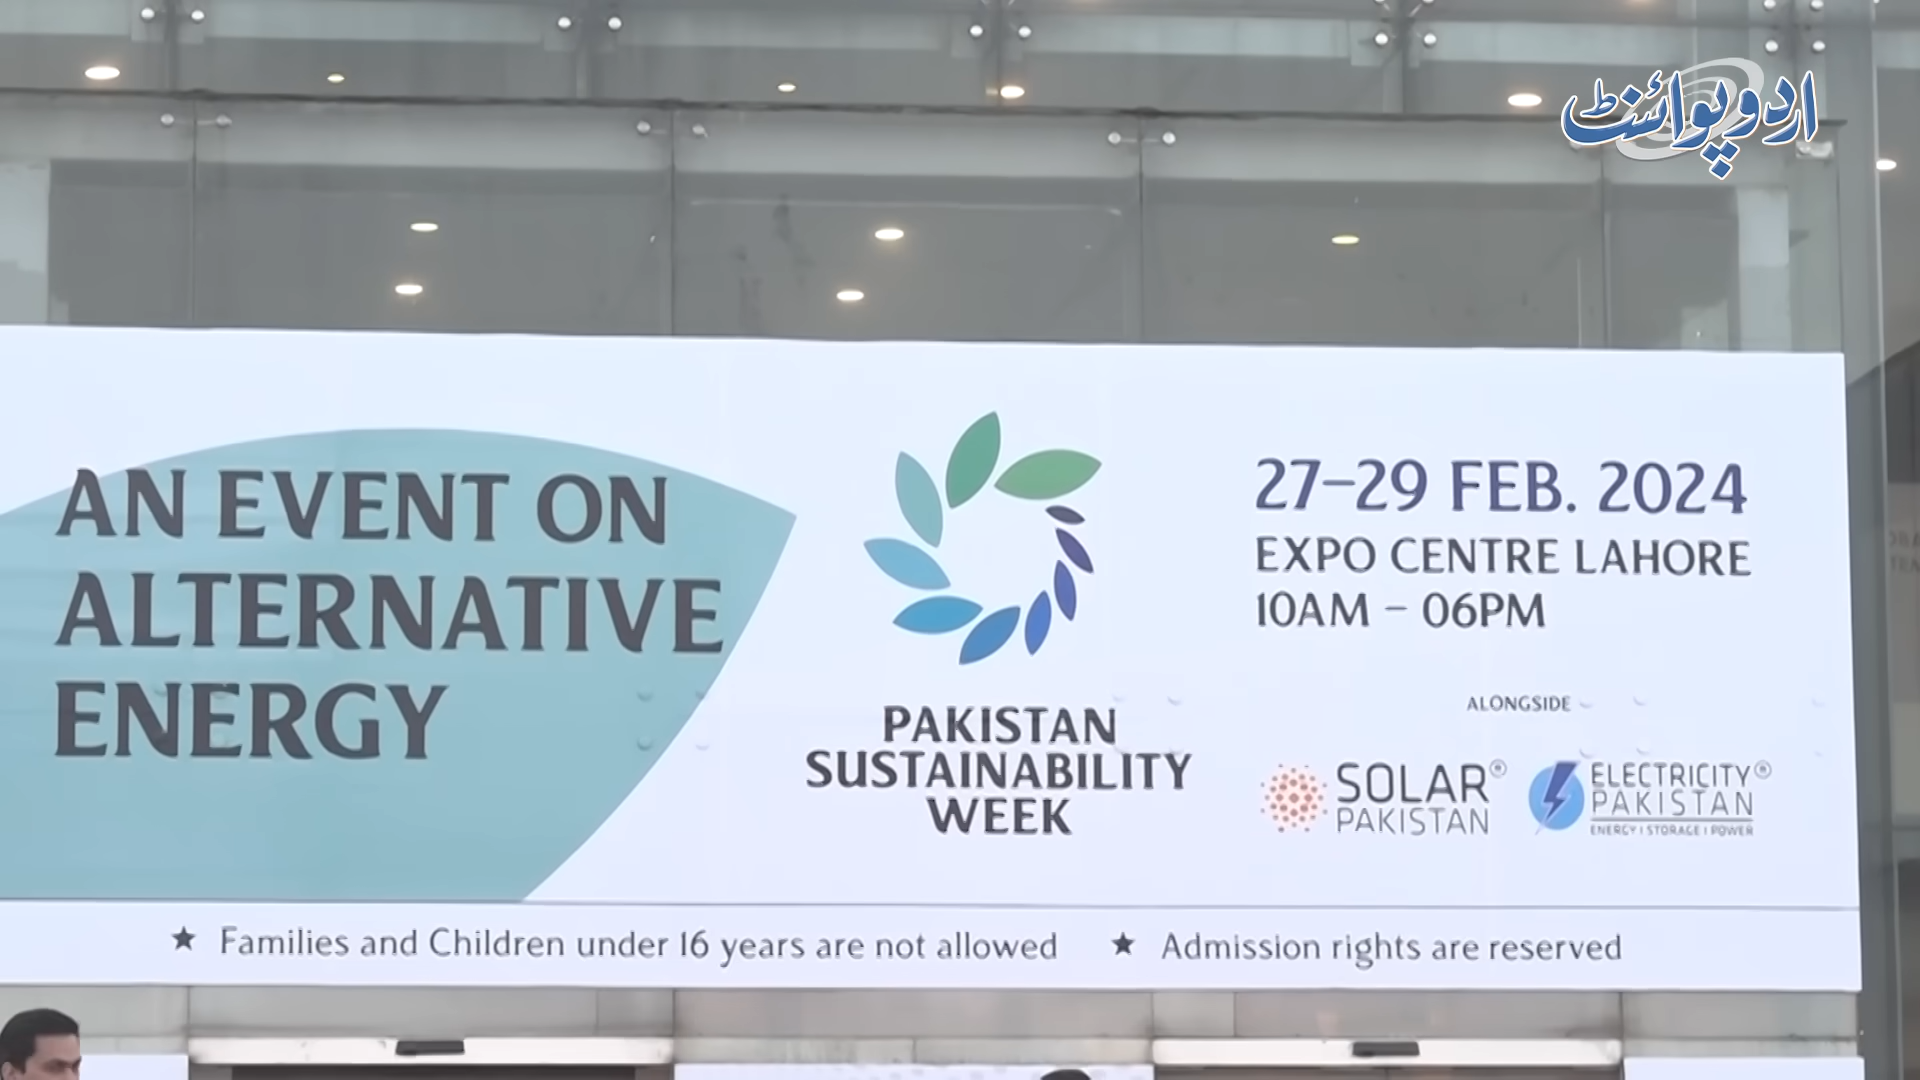 اردو پوائنٹ
AN EVENT ON
ALTERNATIVE
ENERGY
PAKISTAN
SUSTAINABILITY
WEEK
27–29 FEB. 2024
EXPO CENTRE LAHORE
10AM – 06PM
ALONGSIDE
SOLAR®
PAKISTAN
ELECTRICITY®
PAKISTAN
ENERGY | STORAGE | POWER
★ Families and Children under 16 years are not allowed ★ Admission rights are reserved